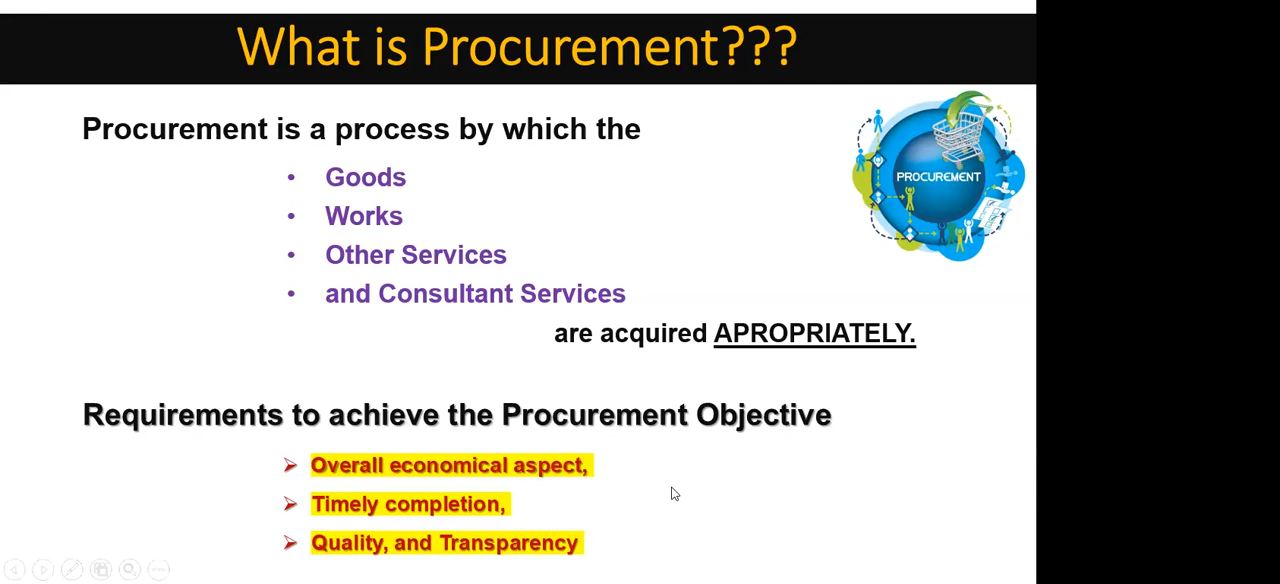 What is Procurement???
Procurement is a process by which the
• Goods
• Works
• Other Services
• and Consultant Services
are acquired APROPRIATELY.
PROCUREMENT
Requirements to achieve the Procurement Objective
➢ Overall economical aspect,
➢ Timely completion,
➢ Quality, and Transparency